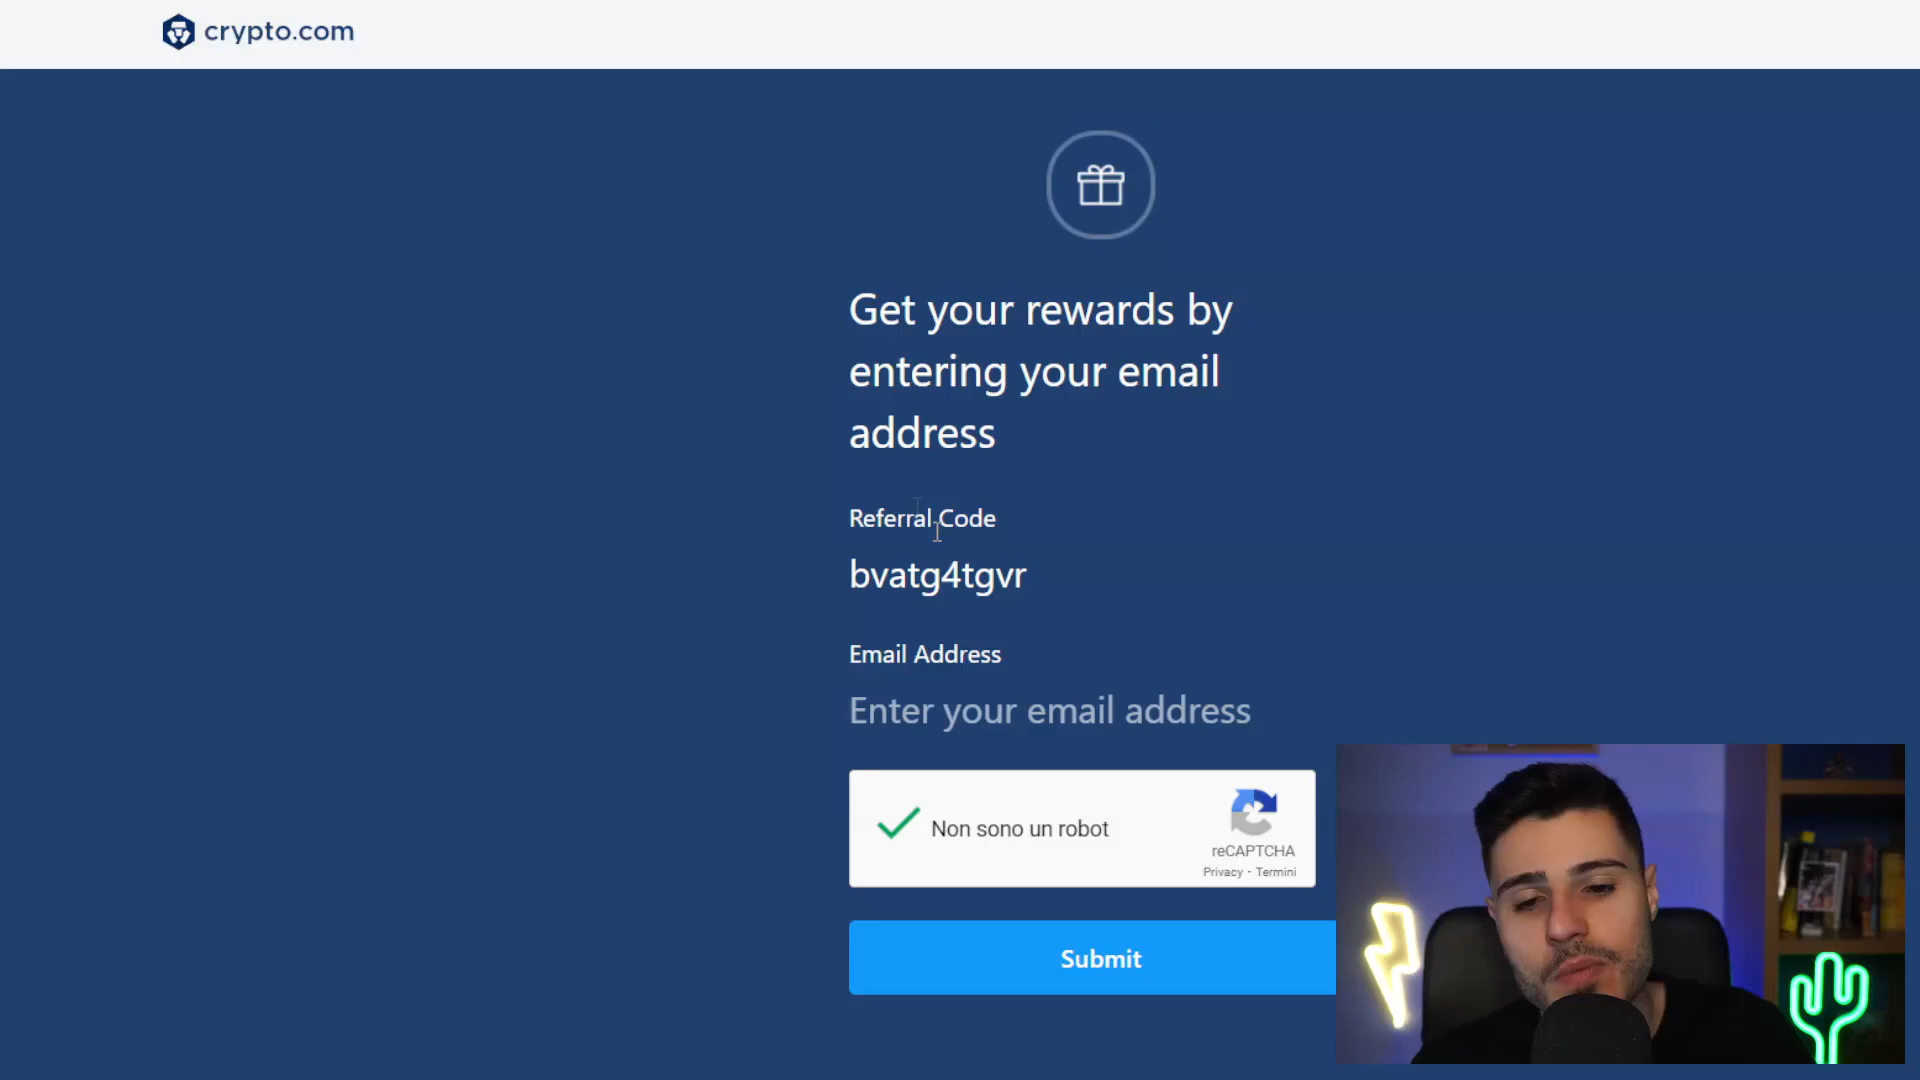 crypto.com
Get your rewards by
entering your email
address
Referral Code
bvatg4tgvr
Email Address
Enter your email address
Non sono un robot
reCAPTCHA
Privacy - Termini
Submit